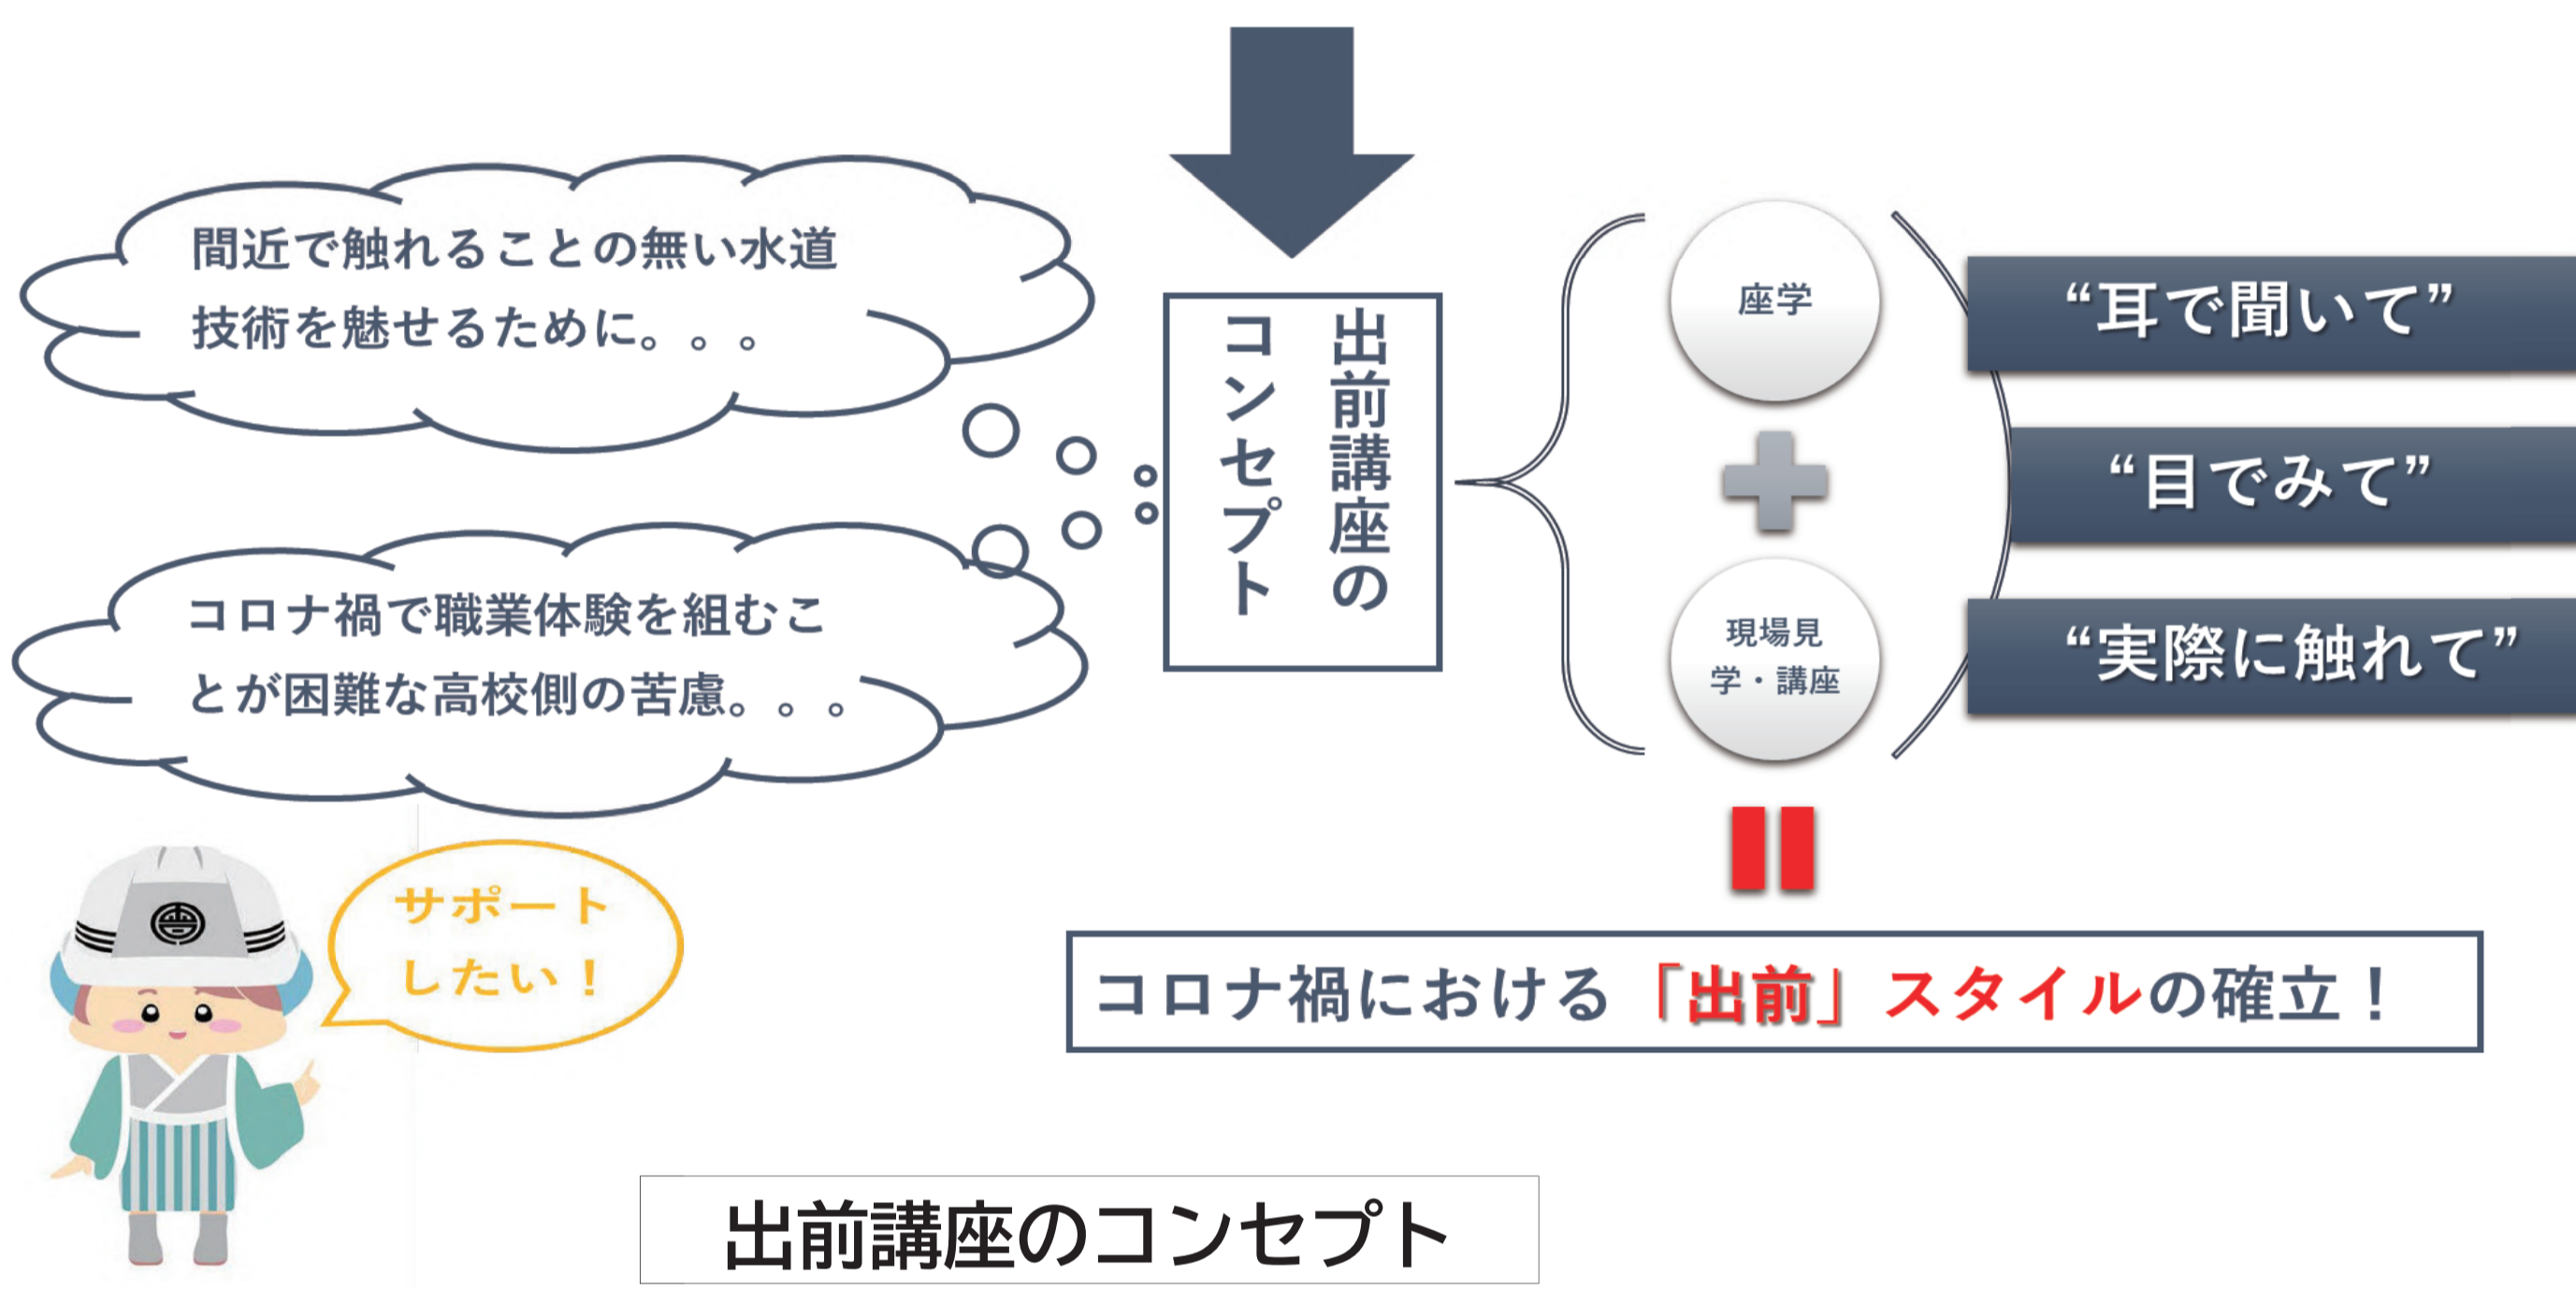 間近で触れることの無い水道
技術を魅せるために。。。
コロナ禍で職業体験を組むこ
とが困難な高校側の苦慮。。。
サポート
したい！
出前講座の
コンセプト
座学
現場見
学・講座
“耳で聞いて”
“目でみて”
“実際に触れて”
コロナ禍における「出前」スタイルの確立！
出前講座のコンセプト